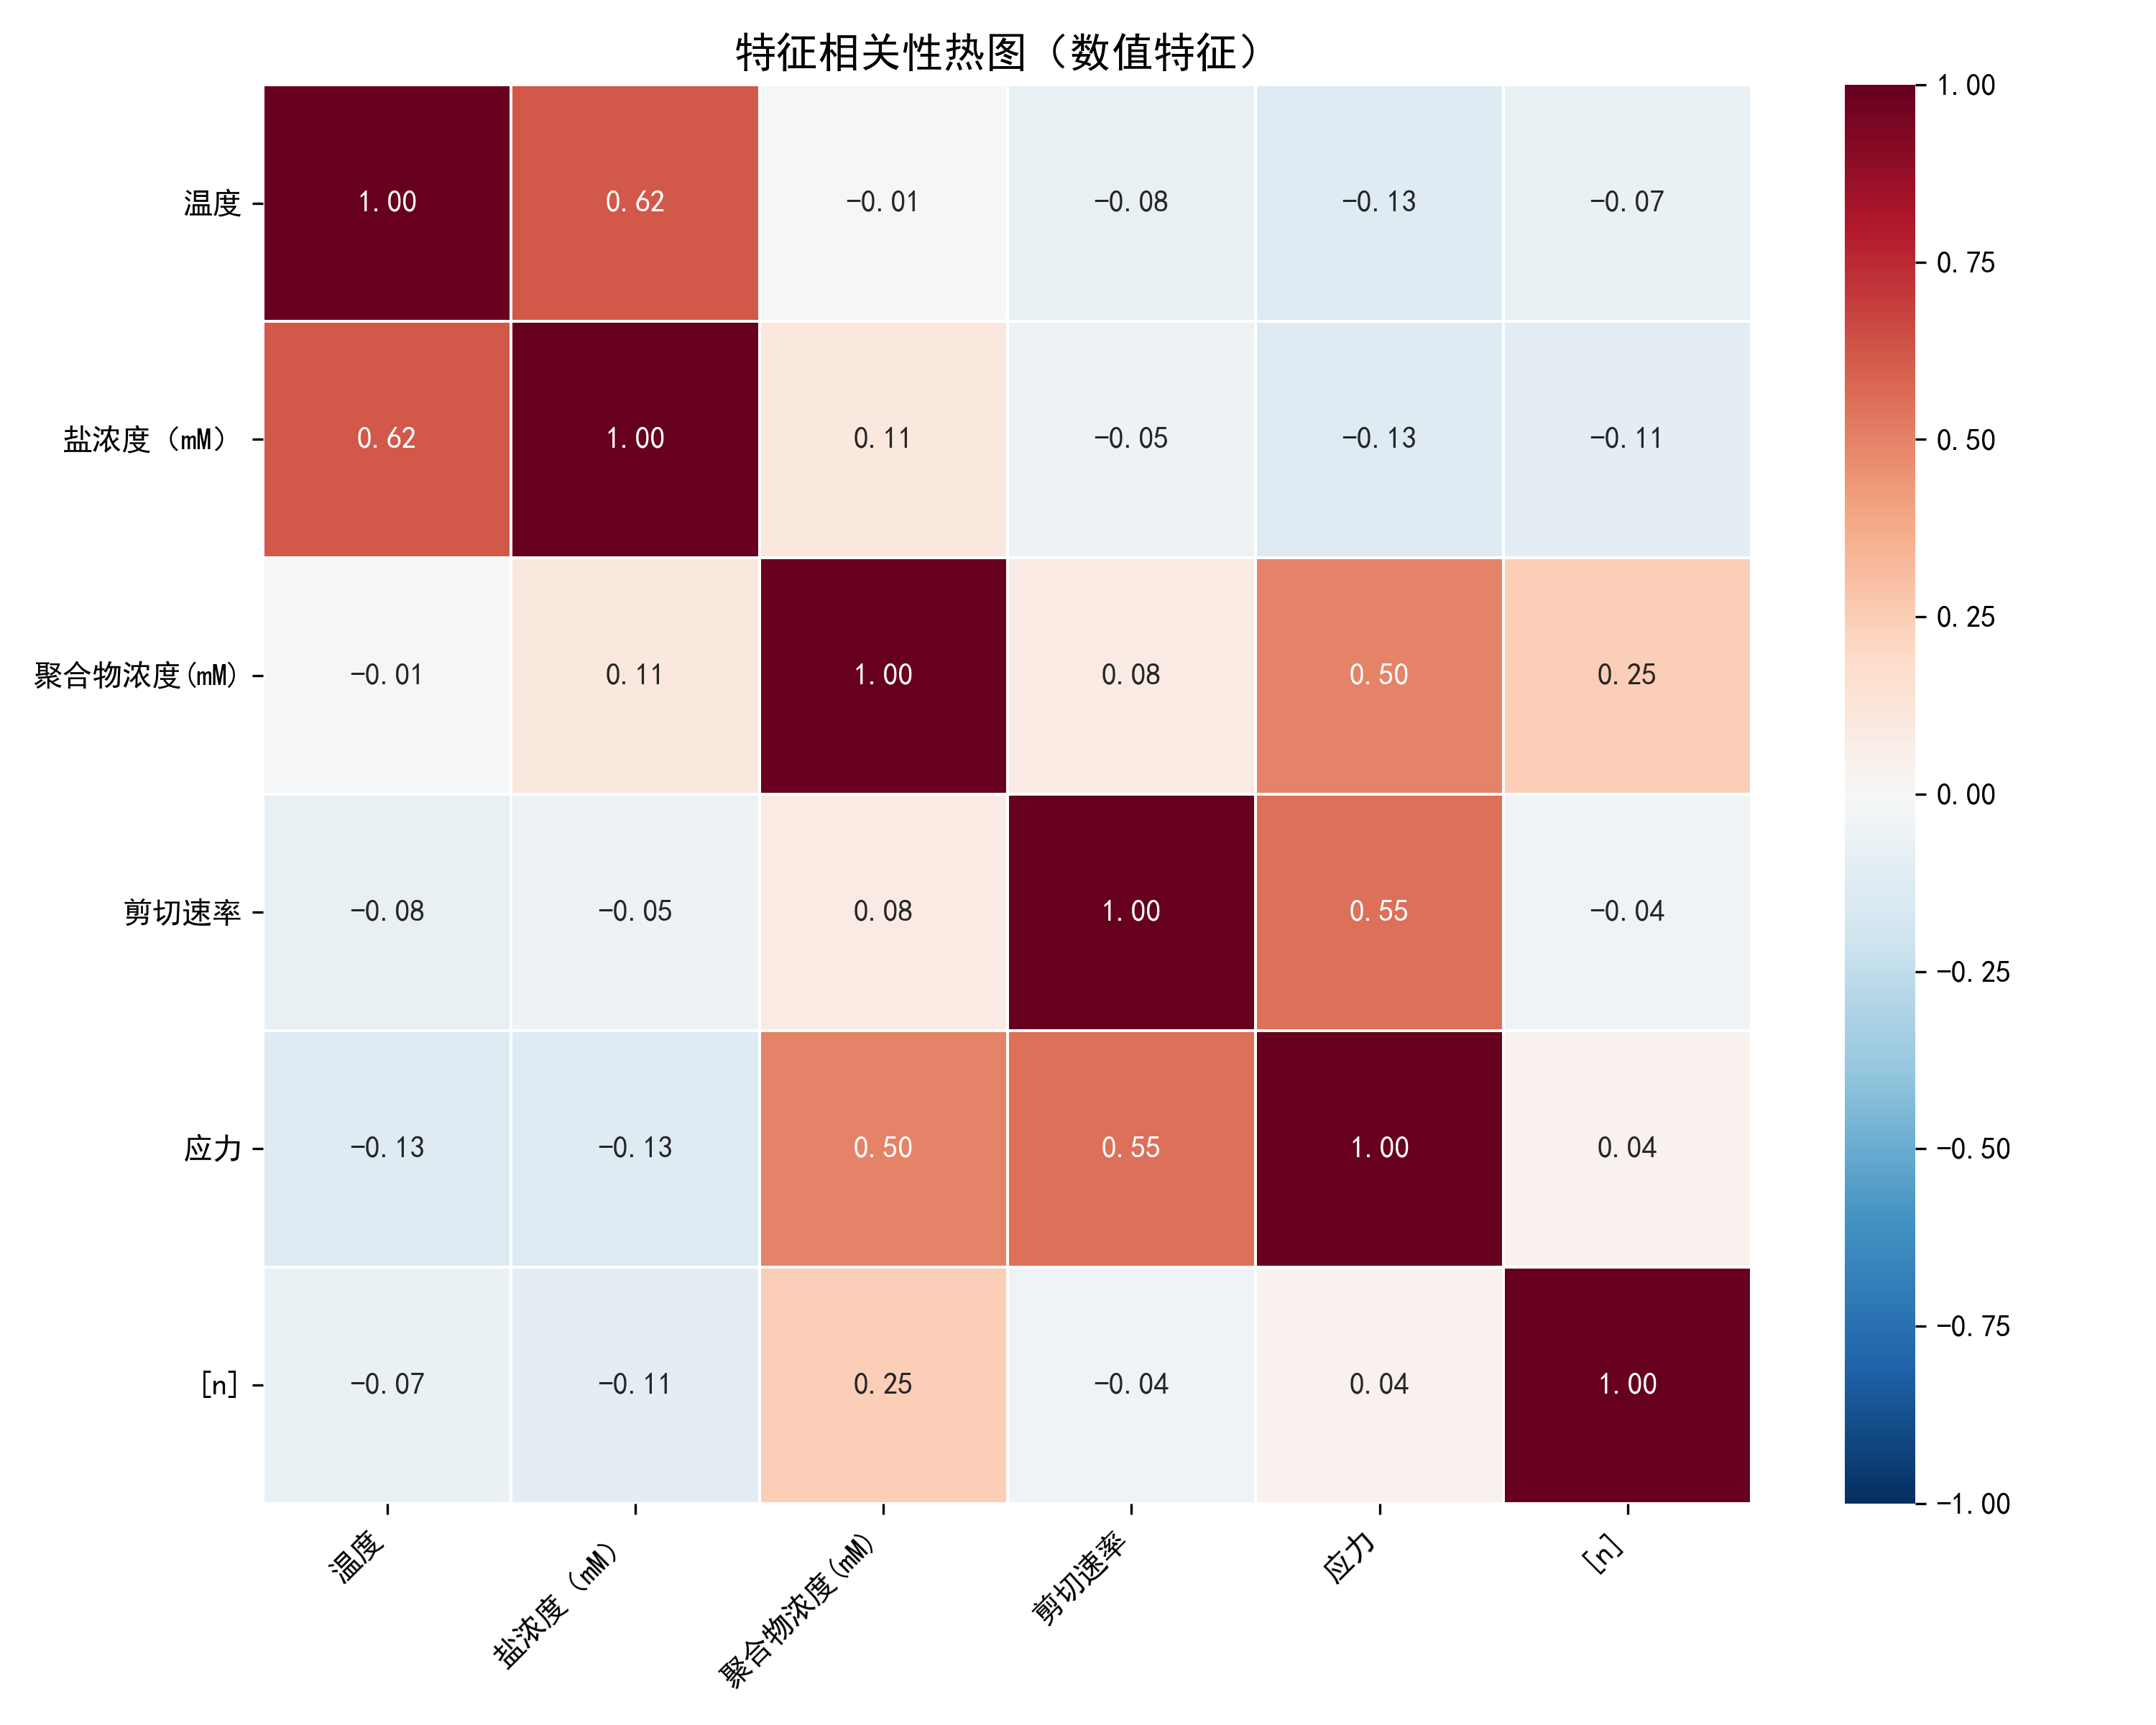 特征相关性热图（数值特征）
温度 1.00 0.62 −0.01 −0.08 −0.13 −0.07
盐浓度（mM） 0.62 1.00 0.11 −0.05 −0.13 −0.11
聚合物浓度(mM) −0.01 0.11 1.00 0.08 0.50 0.25
剪切速率 −0.08 −0.05 0.08 1.00 0.55 −0.04
应力 −0.13 −0.13 0.50 0.55 1.00 0.04
[n] −0.07 −0.11 0.25 −0.04 0.04 1.00
温度 盐浓度（mM） 聚合物浓度(mM) 剪切速率 应力 [n]
1.00
0.75
0.50
0.25
0.00
−0.25
−0.50
−0.75
−1.00